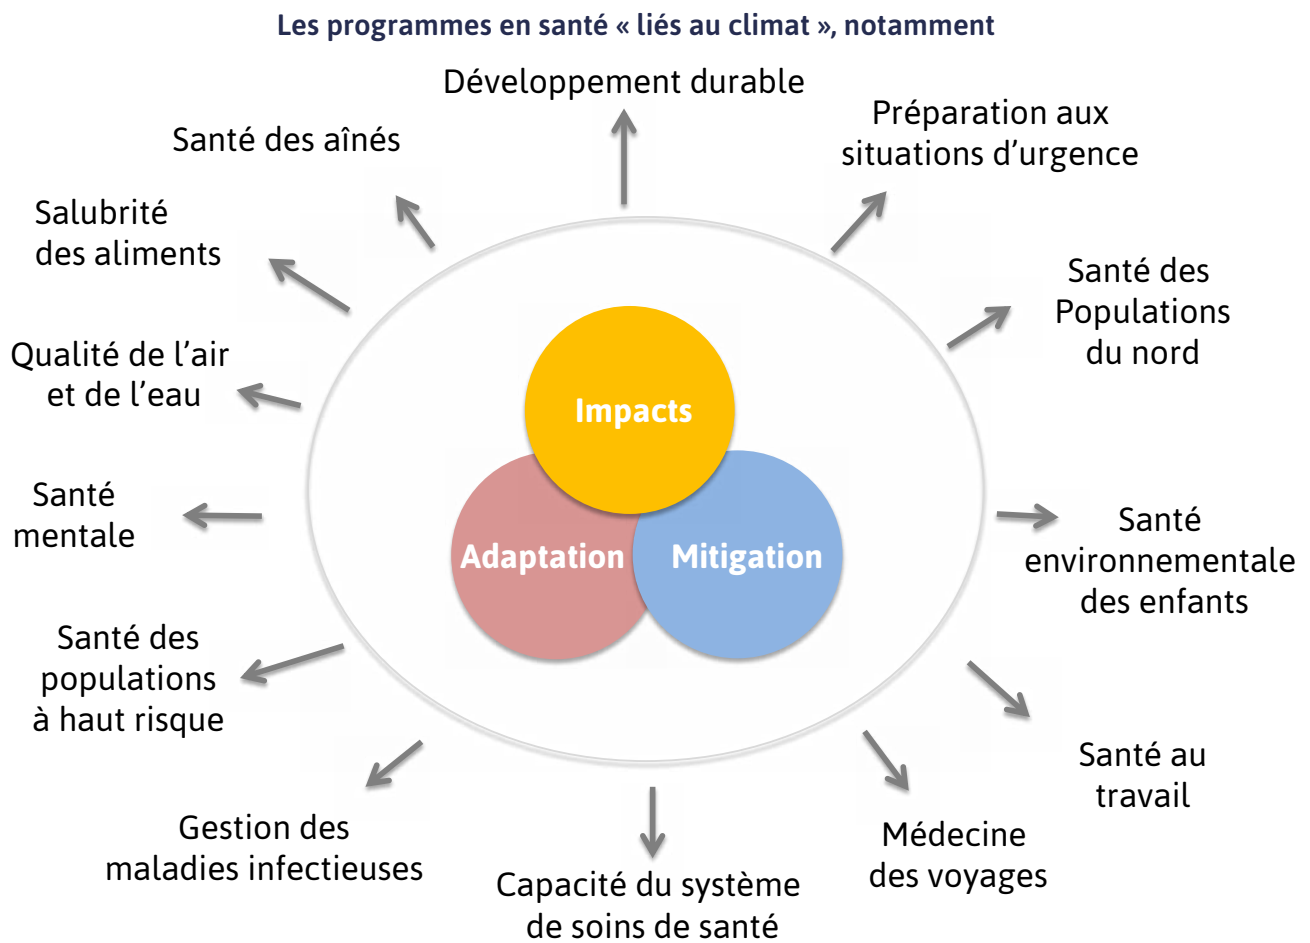 Les programmes en santé « liés au climat », notamment
Développement durable
Préparation aux
situations d’urgence
Santé des
Populations
du nord
Santé
environnementale
des enfants
Santé au
travail
Médecine
des voyages
Capacité du système
de soins de santé
Gestion des
maladies infectieuses
Santé des
populations
à haut risque
Santé
mentale
Qualité de l’air
et de l’eau
Salubrité
des aliments
Santé des aînés
Impacts
Adaptation
Mitigation